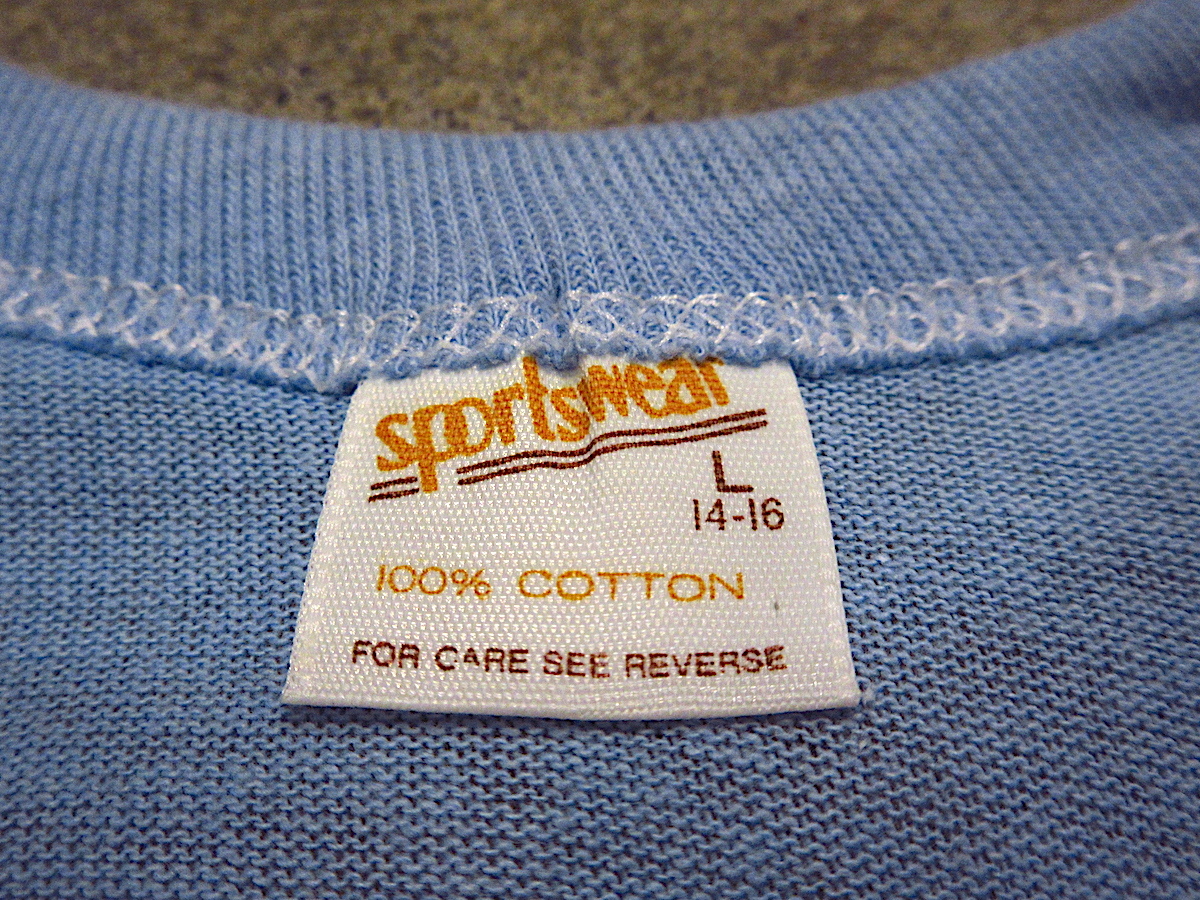 sportswear
L
14-16
100% COTTON
FOR CARE SEE REVERSE